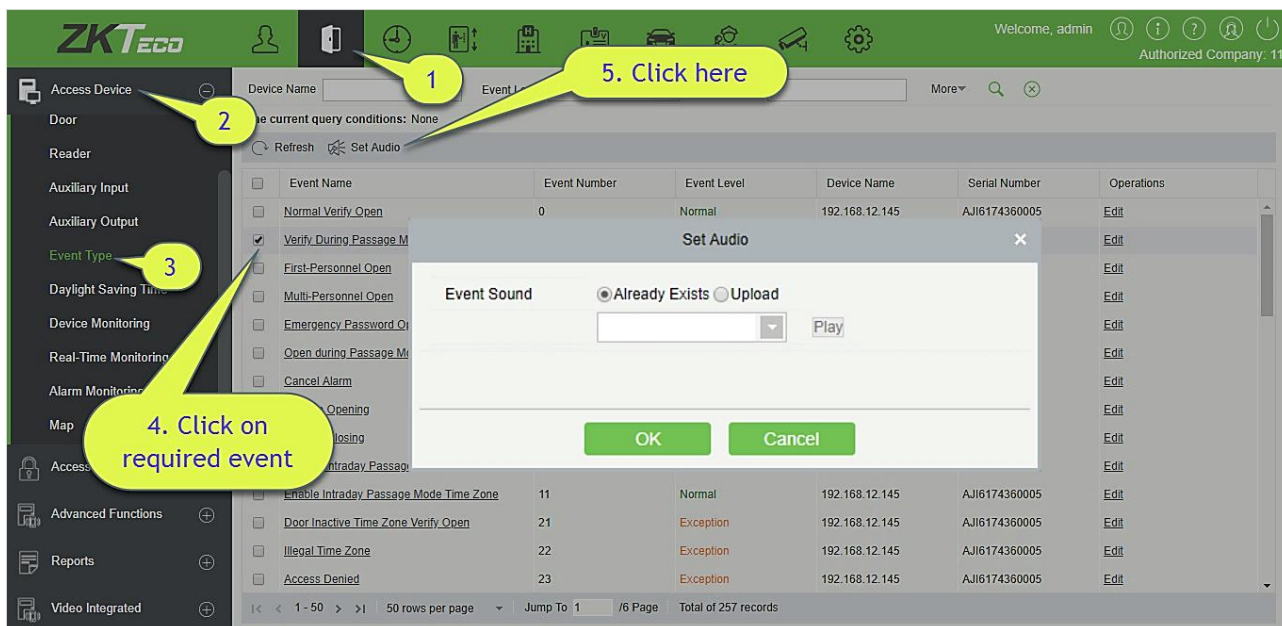 ZKTECO
Welcome, admin
Authorized Company: 11
1
5. Click here
Access Device
2
Device Name
More
The current query conditions: None
Refresh Set Audio
Door
Reader
Auxiliary Input
Auxiliary Output
Event Type
3
Daylight Saving
Device Monitoring
Real-Time Monitoring
Alarm Monitoring
Map
4. Click on
required event
Advanced Functions
Reports
Video Integrated
Event Name Event Number Event Level Device Name Serial Number Operations
Normal Verify Open 0 Normal 192.168.12.145 AJI6174360005 Edit
Verify During Passage M Edit
First-Personnel Open Edit
Multi-Personnel Open Edit
Emergency Password Edit
Open during Passage Edit
Cancel Alarm Edit
Opening Edit
Edit
Intraday Passage Edit
Enable Intraday Passage Mode Time Zone 11 Normal 192.168.12.145 AJI6174360005 Edit
Door Inactive Time Zone Verify Open 21 Exception 192.168.12.145 AJI6174360005 Edit
Illegal Time Zone 22 Exception 192.168.12.145 AJI6174360005 Edit
Access Denied 23 Exception 192.168.12.145 AJI6174360005 Edit
1 - 50 50 rows per page Jump To 1 /6 Page Total of 257 records
Set Audio
Event Sound Already Exists Upload
Play
OK Cancel